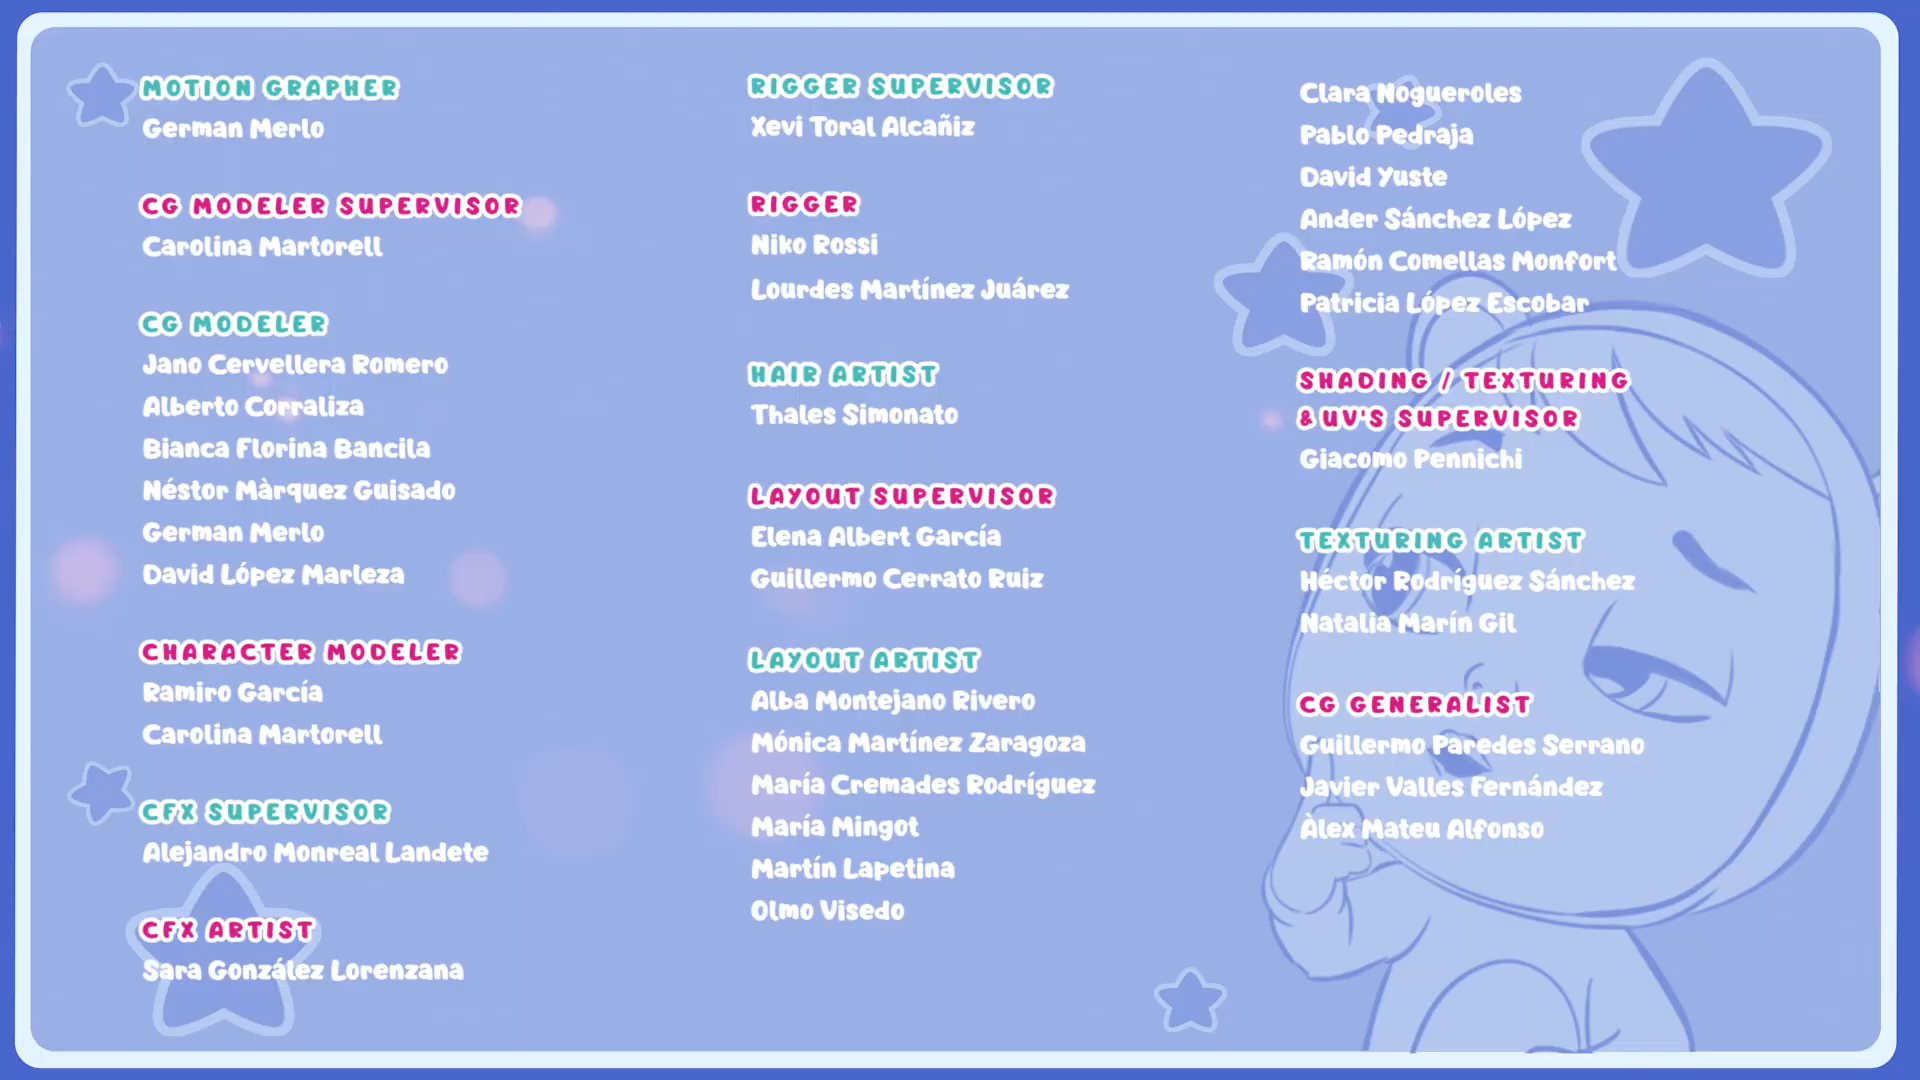 MOTION GRAPHER
German Merlo
CG MODELER SUPERVISOR
Carolina Martorell
CG MODELER
Jano Cervellera Romero
Alberto Corraliza
Bianca Florina Bancila
Néstor Màrquez Guisado
German Merlo
David López Marleza
CHARACTER MODELER
Ramiro García
Carolina Martorell
CFX SUPERVISOR
Alejandro Monreal Landete
CFX ARTIST
Sara González Lorenzana
RIGGER SUPERVISOR
Xevi Toral Alcañiz
RIGGER
Niko Rossi
Lourdes Martínez Juárez
HAIR ARTIST
Thales Simonato
LAYOUT SUPERVISOR
Elena Albert García
Guillermo Cerrato Ruiz
LAYOUT ARTIST
Alba Montejano Rivero
Mónica Martínez Zaragoza
María Cremades Rodríguez
María Mingot
Martín Lapetina
Olmo Visedo
Clara Nogueroles
Pablo Pedraja
David Yuste
Ander Sánchez López
Ramón Comellas Monfort
Patricia López Escobar
SHADING / TEXTURING
& UV'S SUPERVISOR
Giacomo Pennichi
TEXTURING ARTIST
Héctor Rodríguez Sánchez
Natalia Marín Gil
CG GENERALIST
Guillermo Paredes Serrano
Javier Valles Fernández
Àlex Mateu Alfonso